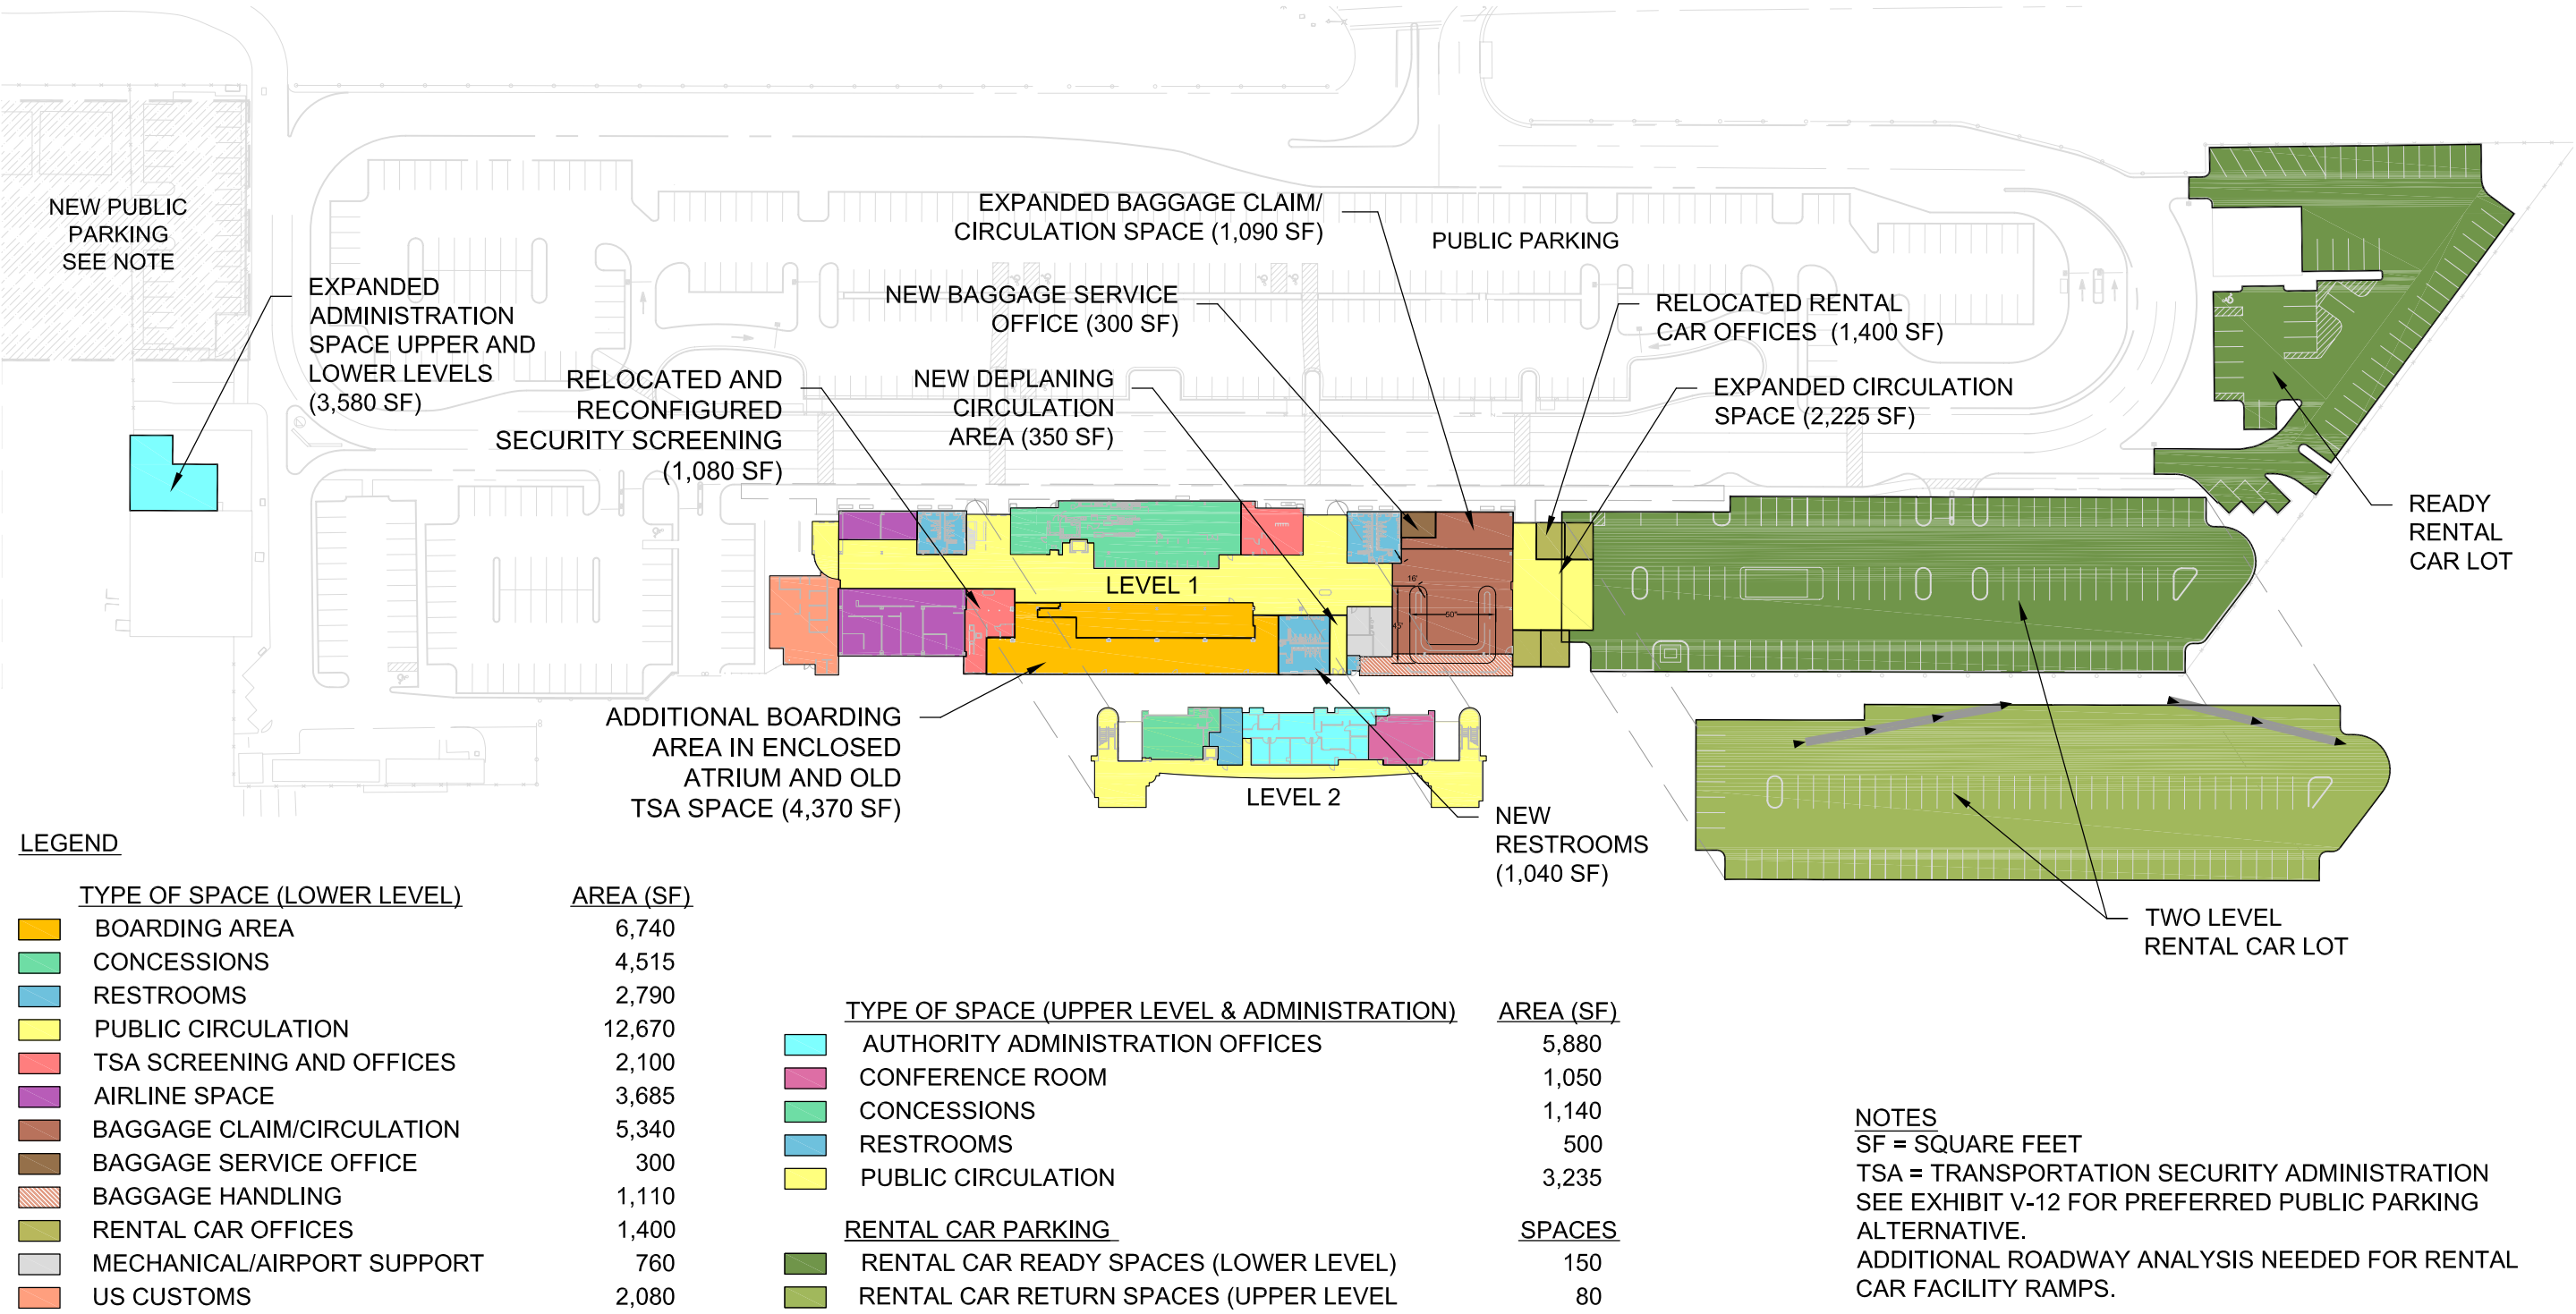 NEW PUBLIC
PARKING
SEE NOTE
EXPANDED
ADMINISTRATION
SPACE UPPER AND
LOWER LEVELS
(3,580 SF)
RELOCATED AND
RECONFIGURED
SECURITY SCREENING
(1,080 SF)
EXPANDED BAGGAGE CLAIM/
CIRCULATION SPACE (1,090 SF)
NEW BAGGAGE SERVICE
OFFICE (300 SF)
NEW DEPLANING
CIRCULATION
AREA (350 SF)
PUBLIC PARKING
RELOCATED RENTAL
CAR OFFICES (1,400 SF)
EXPANDED CIRCULATION
SPACE (2,225 SF)
READY
RENTAL
CAR LOT
LEVEL 1
16'
50"
45'
ADDITIONAL BOARDING
AREA IN ENCLOSED
ATRIUM AND OLD
TSA SPACE (4,370 SF)
LEVEL 2
NEW
RESTROOMS
(1,040 SF)
TWO LEVEL
RENTAL CAR LOT
LEGEND
TYPE OF SPACE (LOWER LEVEL) AREA (SF)
BOARDING AREA 6,740
CONCESSIONS 4,515
RESTROOMS 2,790
PUBLIC CIRCULATION 12,670
TSA SCREENING AND OFFICES 2,100
AIRLINE SPACE 3,685
BAGGAGE CLAIM/CIRCULATION 5,340
BAGGAGE SERVICE OFFICE 300
BAGGAGE HANDLING 1,110
RENTAL CAR OFFICES 1,400
MECHANICAL/AIRPORT SUPPORT 760
US CUSTOMS 2,080
TYPE OF SPACE (UPPER LEVEL & ADMINISTRATION) AREA (SF)
AUTHORITY ADMINISTRATION OFFICES 5,880
CONFERENCE ROOM 1,050
CONCESSIONS 1,140
RESTROOMS 500
PUBLIC CIRCULATION 3,235
RENTAL CAR PARKING SPACES
RENTAL CAR READY SPACES (LOWER LEVEL) 150
RENTAL CAR RETURN SPACES (UPPER LEVEL 80
NOTES
SF = SQUARE FEET
TSA = TRANSPORTATION SECURITY ADMINISTRATION
SEE EXHIBIT V-12 FOR PREFERRED PUBLIC PARKING
ALTERNATIVE.
ADDITIONAL ROADWAY ANALYSIS NEEDED FOR RENTAL
CAR FACILITY RAMPS.